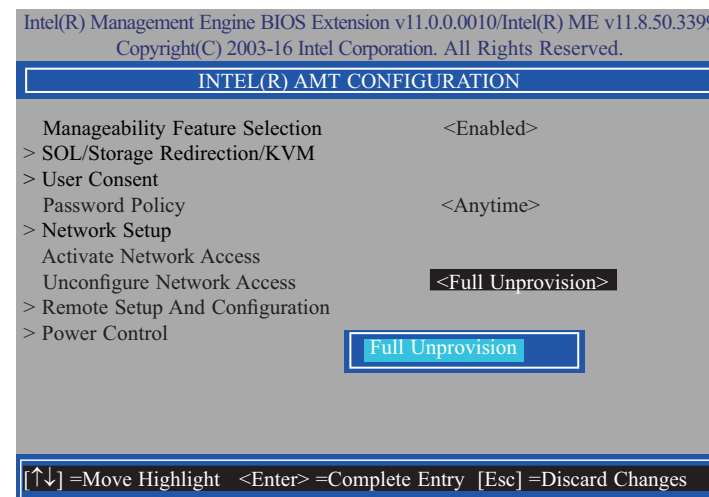 Intel(R) Management Engine BIOS Extension v11.0.0.0010/Intel(R) ME v11.8.50.3399
Copyright(C) 2003-16 Intel Corporation. All Rights Reserved.
INTEL(R) AMT CONFIGURATION
Manageability Feature Selection <Enabled>
> SOL/Storage Redirection/KVM
> User Consent
Password Policy <Anytime>
> Network Setup
Activate Network Access
Unconfigure Network Access <Full Unprovision>
> Remote Setup And Configuration
> Power Control
Full Unprovision
[↑↓] =Move Highlight <Enter> =Complete Entry [Esc] =Discard Changes